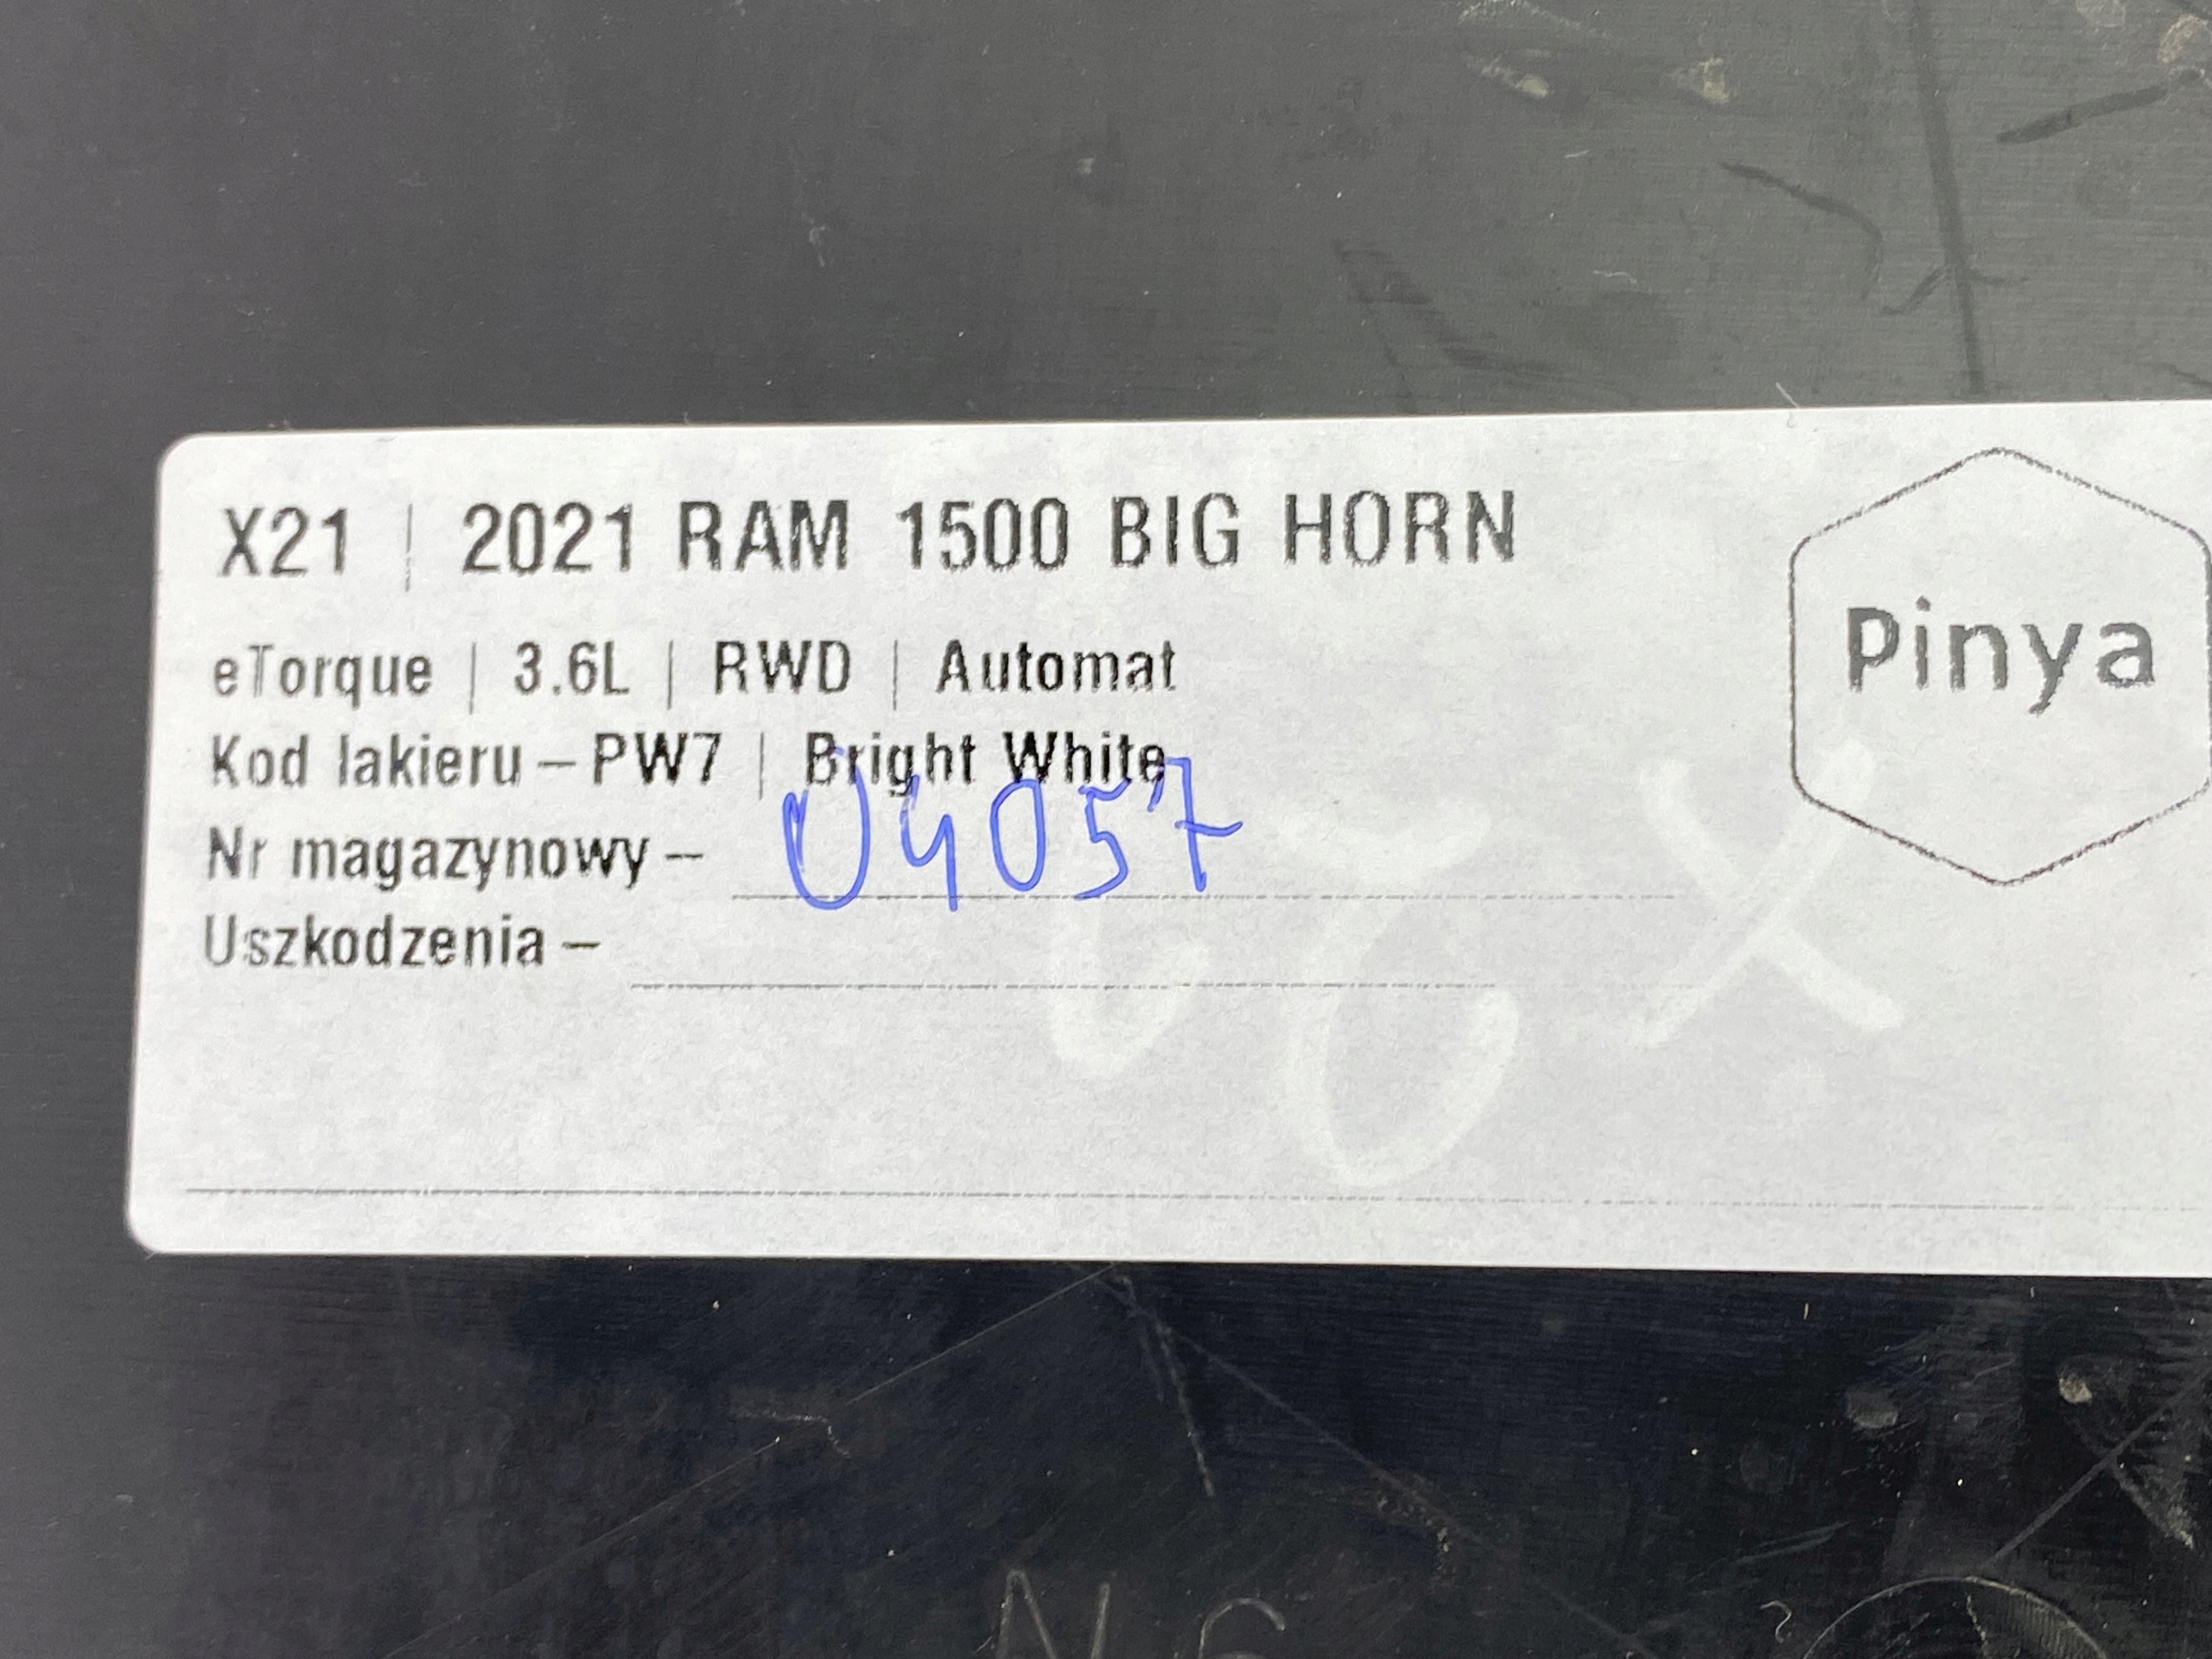 X21 | 2021 RAM 1500 BIG HORN
eTorque | 3.6L | RWD | Automat
Kod lakieru – PW7 | Bright White
Nr magazynowy – 04057
Uszkodzenia –
Pinya